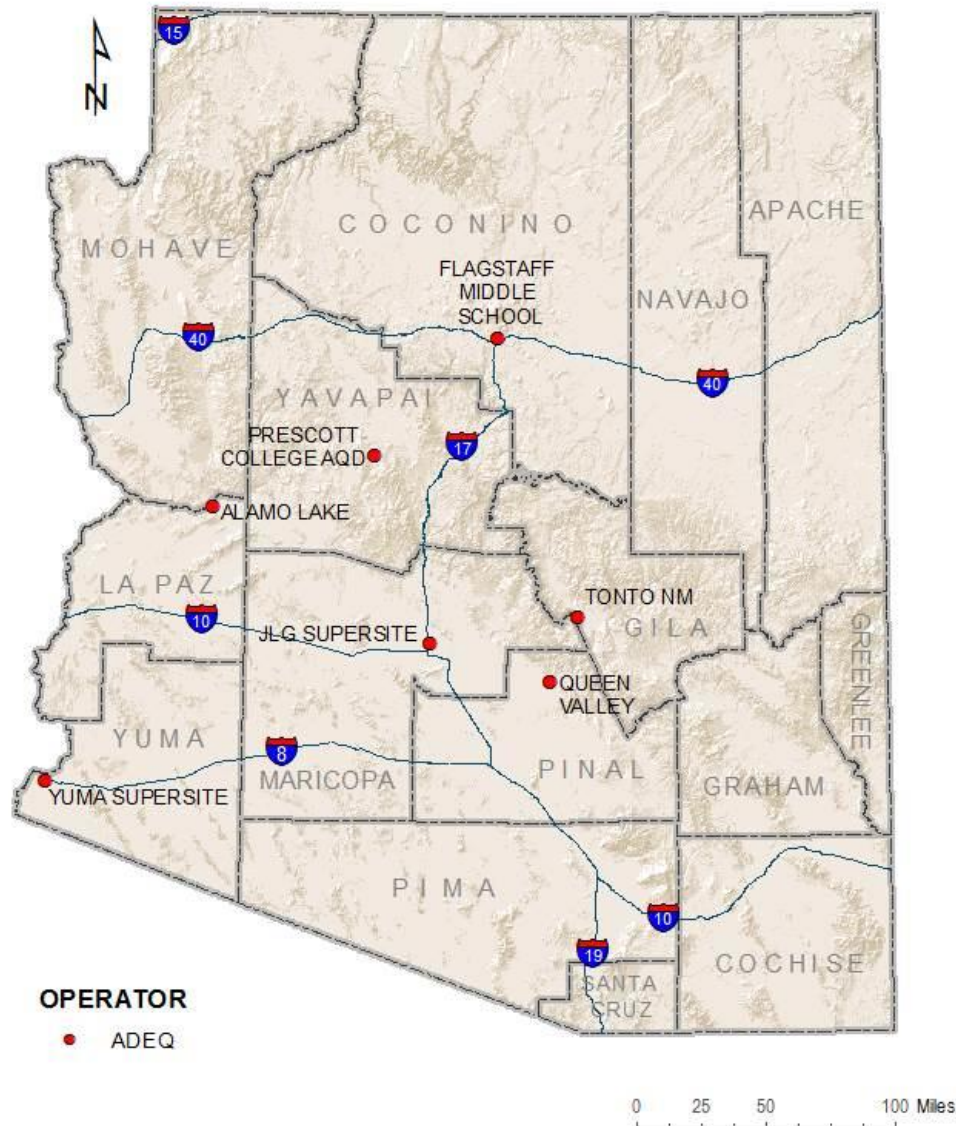 15
N
COCONINO
APACHE
MOHAVE
FLAGSTAFF
MIDDLE
SCHOOL
NAVAJO
40
40
YAVAPAI
PRESCOTT
COLLEGE AQD
17
ALAMO LAKE
LA PAZ
10
TONTO NM
GILA
GREENLEE
JLG SUPERSITE
QUEEN
VALLEY
YUMA
8
MARICOPA
PINAL
GRAHAM
YUMA SUPERSITE
PIMA
10
19
COCHISE
SANTA
CRUZ
OPERATOR
ADEQ
0 25 50 100 Miles